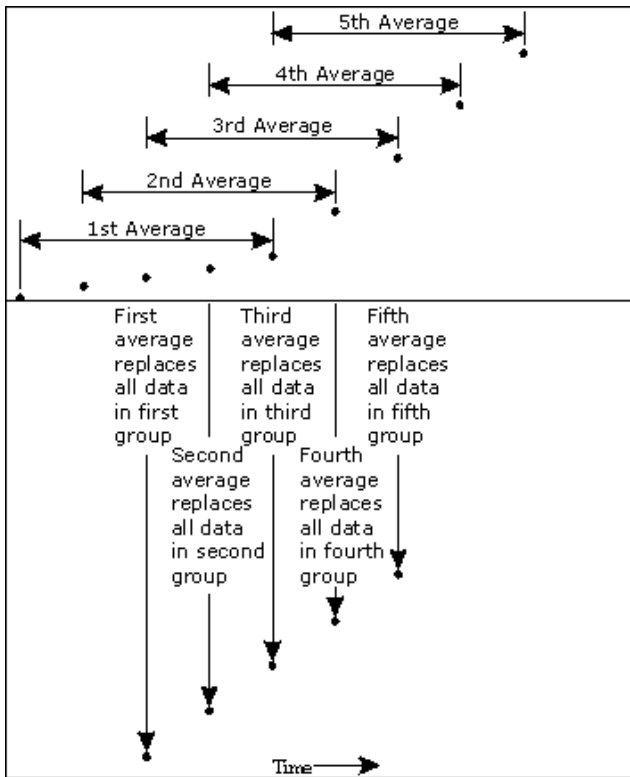 5th Average
4th Average
3rd Average
2nd Average
1st Average
First
average
replaces
all data
in first
group
Third
average
replaces
all data
in third
group
Fifth
average
replaces
all data
in fifth
group
Second
average
replaces
all data
in second
group
Fourth
average
replaces
all data
in fourth
group
Time